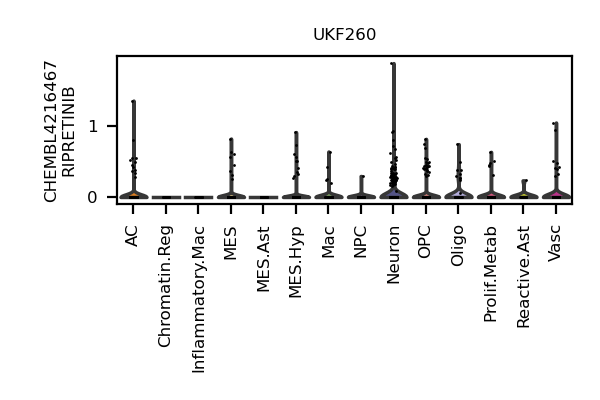 UKF260
CHEMBL4216467
RIPRETINIB
1
0
AC
Chromatin.Reg
Inflammatory.Mac
MES
MES.Ast
MES.Hyp
Mac
NPC
Neuron
OPC
Oligo
Prolif.Metab
Reactive.Ast
Vasc